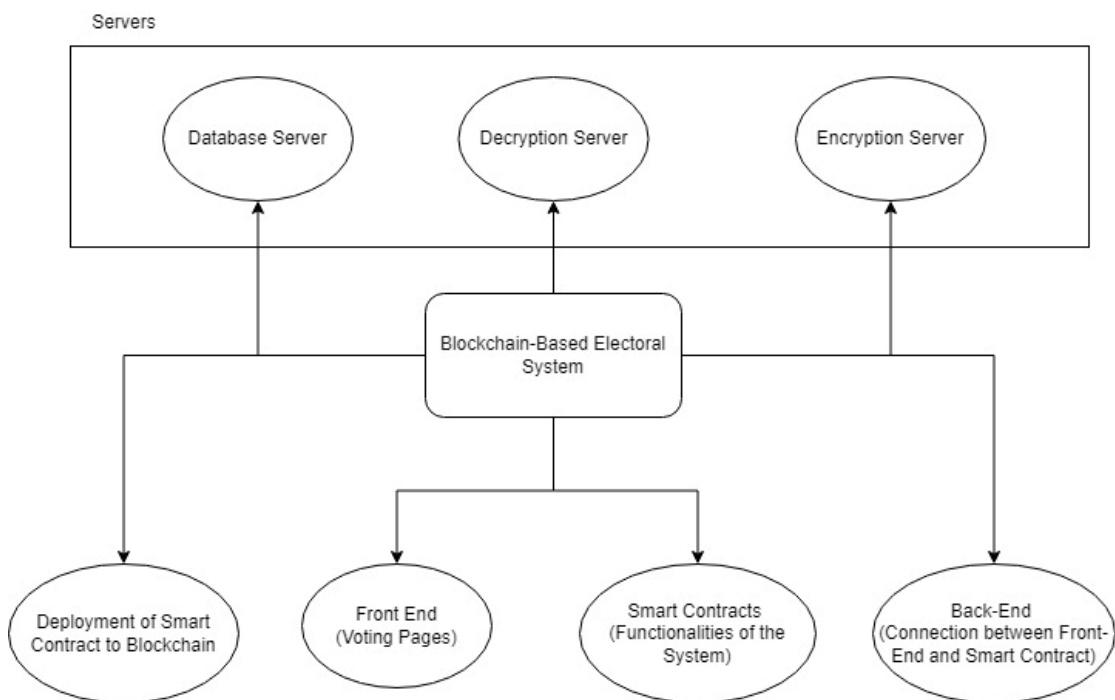 Servers
Database Server
Decryption Server
Encryption Server
Blockchain-Based Electoral
System
Deployment of Smart
Contract to Blockchain
Front End
(Voting Pages)
Smart Contracts
(Functionalities of the
System)
Back-End
(Connection between Front-
End and Smart Contract)